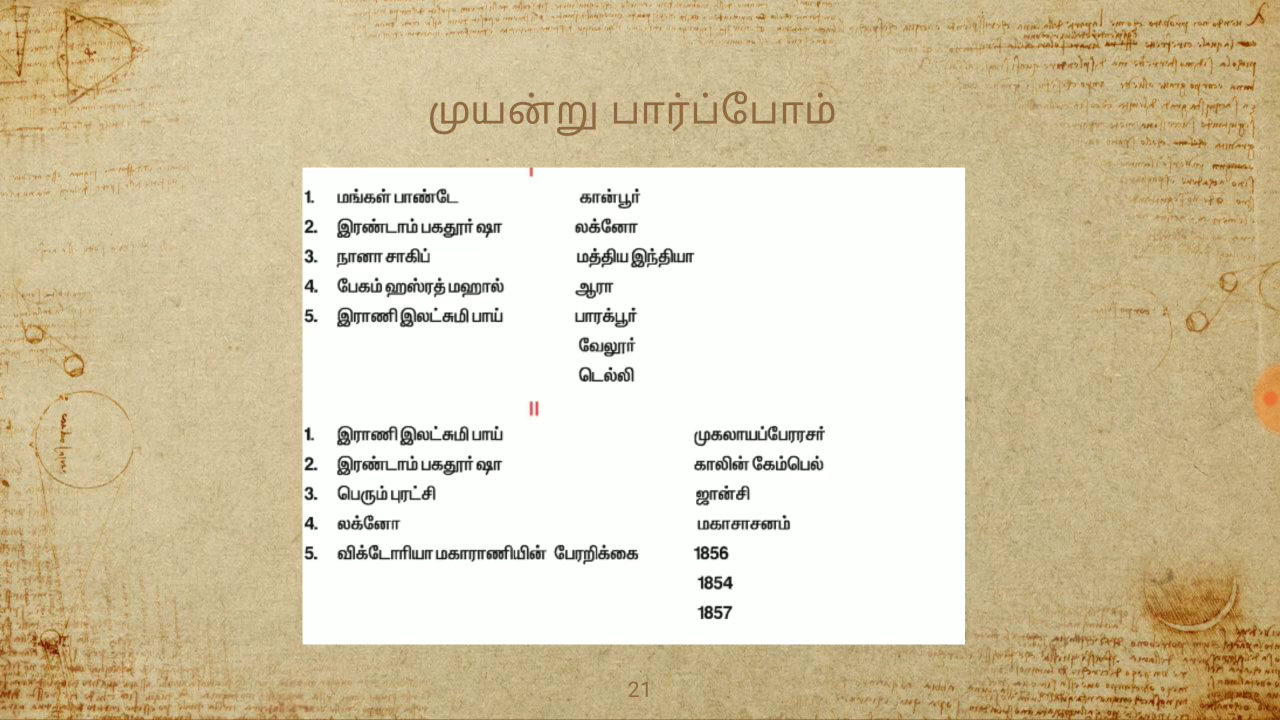 முயன்று பார்ப்போம்
I
1. மங்கள் பாண்டே கான்பூர்
2. இரண்டாம் பகதூர் ஷா லக்னோ
3. நானா சாகிப் மத்திய இந்தியா
4. பேகம் ஹஸ்ரத் மஹால் ஆரா
5. இராணி இலட்சுமி பாய் பாரக்பூர்
வேலூர்
டெல்லி
II
1. இராணி இலட்சுமி பாய் முகலாயப்பேரரசர்
2. இரண்டாம் பகதூர் ஷா காலின் கேம்பெல்
3. பெரும் புரட்சி ஜான்சி
4. லக்னோ மகாசாசனம்
5. விக்டோரியா மகாராணியின் பேரறிக்கை 1856
1854
1857
21